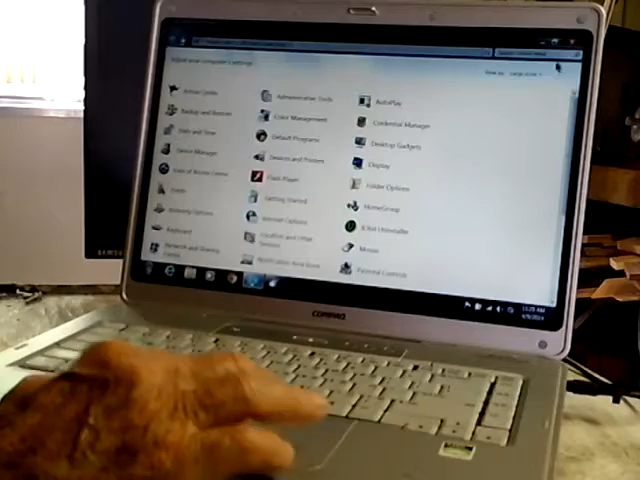 Adjust your computer's settings
View by: Large icons
Action Center
Administrative Tools
AutoPlay
Backup and Restore
Color Management
Credential Manager
Date and Time
Default Programs
Desktop Gadgets
Device Manager
Devices and Printers
Display
Ease of Access Center
Flash Player
Folder Options
Fonts
Getting Started
HomeGroup
Indexing Options
Internet Options
IObit Uninstaller
Keyboard
Location and Other Sensors
Mouse
Network and Sharing Center
Notification Area Icons
Parental Controls
COMPAQ